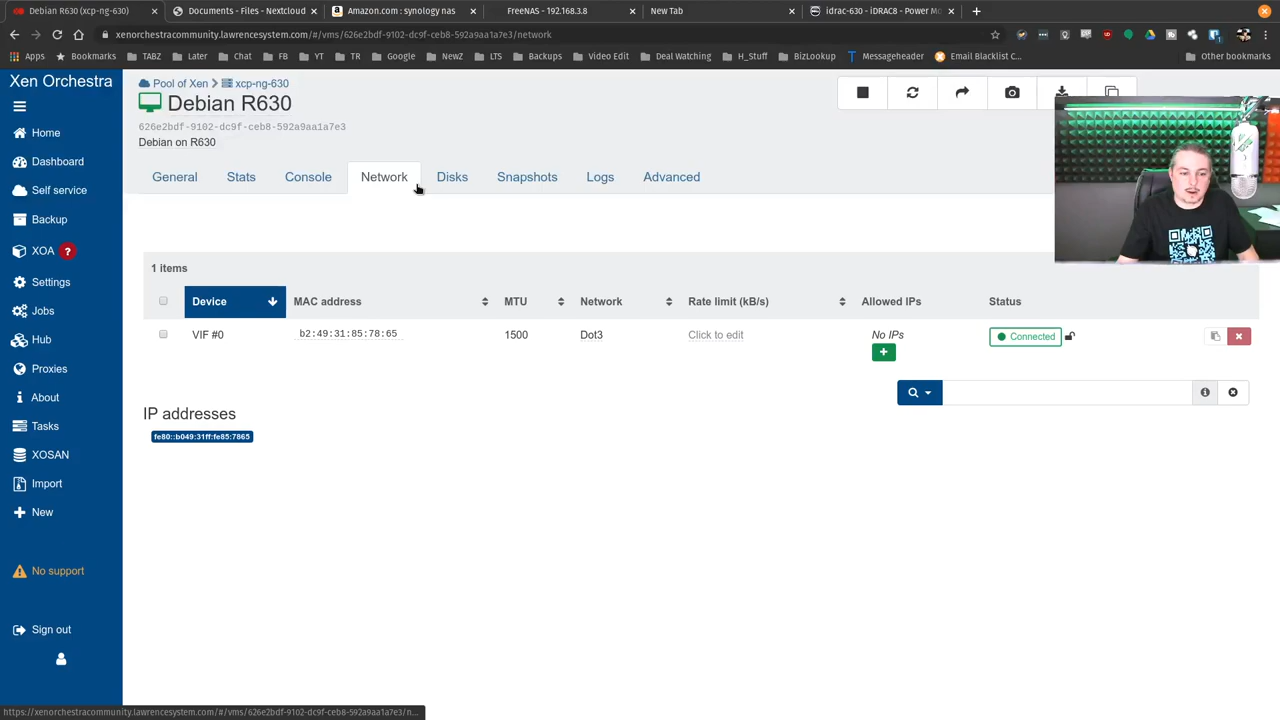 Debian R630 (xcp-ng-630)
Documents - Files - Nextcloud
Amazon.com : synology nas
FreeNAS - 192.168.3.8
New Tab
idrac-630 - iDRAC8 - Power Mo
xenorchestracommunity.lawrencesystem.com/#/vms/626e2bdf-9102-dc9f-ceb8-592a9aa1a7e3/network
Apps
Bookmarks
TABZ
Later
Chat
FB
YT
TR
Google
NewZ
LTS
Backups
Video Edit
Deal Watching
H_Stuff
BizLookup
Messageheader
Email Blacklist C...
Other bookmarks
Xen Orchestra
Home
Dashboard
Self service
Backup
XOA ?
Settings
Jobs
Hub
Proxies
About
Tasks
XOSAN
Import
New
No support
Sign out
Pool of Xen
xcp-ng-630
Debian R630
626e2bdf-9102-dc9f-ceb8-592a9aa1a7e3
Debian on R630
General
Stats
Console
Network
Disks
Snapshots
Logs
Advanced
1 items
Device
MAC address
MTU
Network
Rate limit (kB/s)
Allowed IPs
Status
VIF #0
b2:49:31:85:78:65
1500
Dot3
Click to edit
No IPs
Connected
IP addresses
fe80::b049:31ff:fe85:7865
https://xenorchestracommunity.lawrencesystem.com/#/vms/626e2bdf-9102-dc9f-ceb8-592a9aa1a7e3/n...